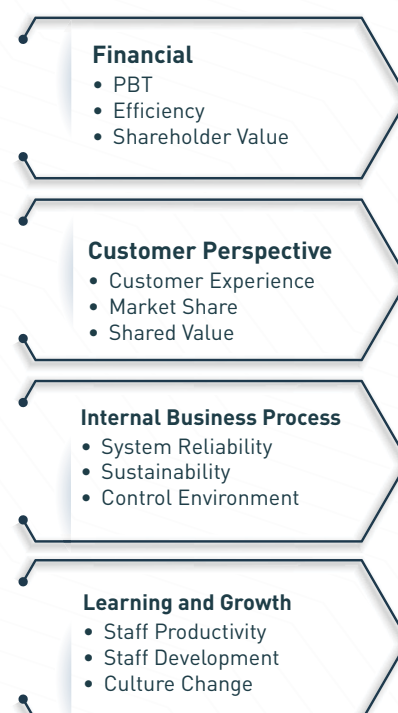 Financial
• PBT
• Efficiency
• Shareholder Value
Customer Perspective
• Customer Experience
• Market Share
• Shared Value
Internal Business Process
• System Reliability
• Sustainability
• Control Environment
Learning and Growth
• Staff Productivity
• Staff Development
• Culture Change